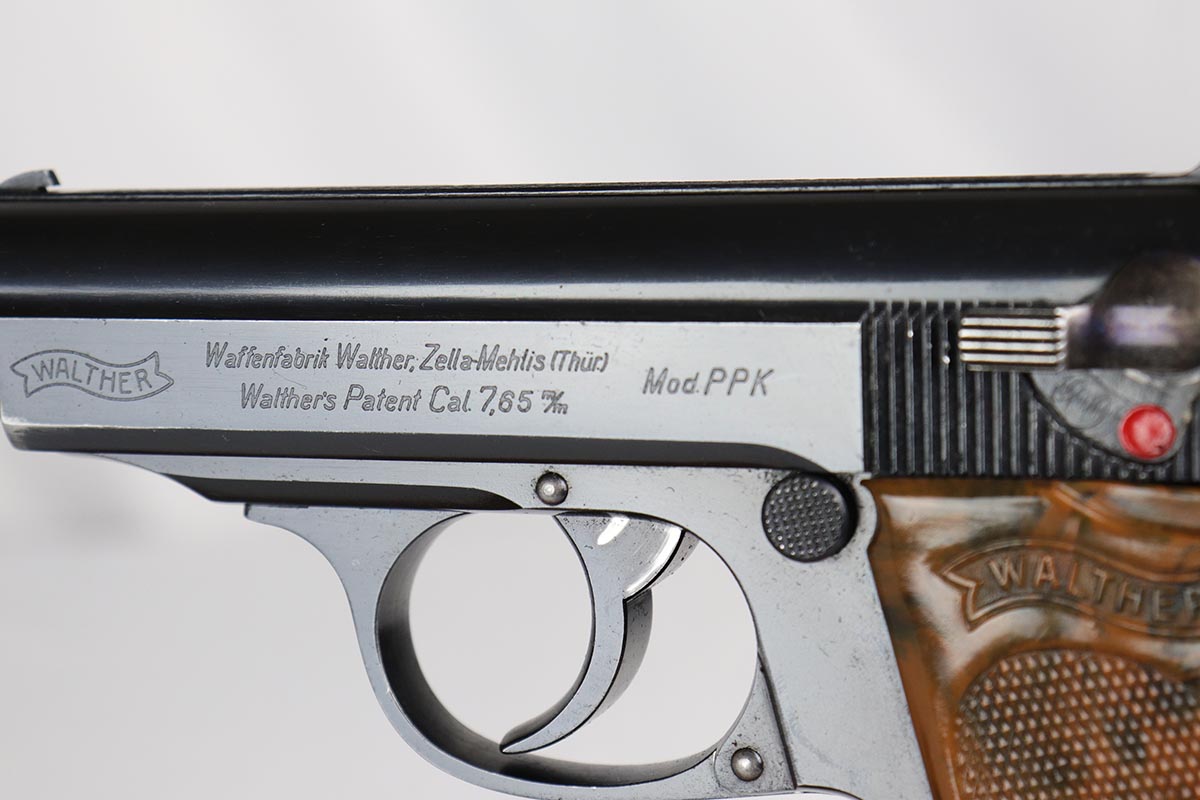 WALTHER
Waffenfabrik Walther, Zella-Mehlis (Thür.)
Walther's Patent Cal. 7,65 m/m
Mod. PPK
WALTHER